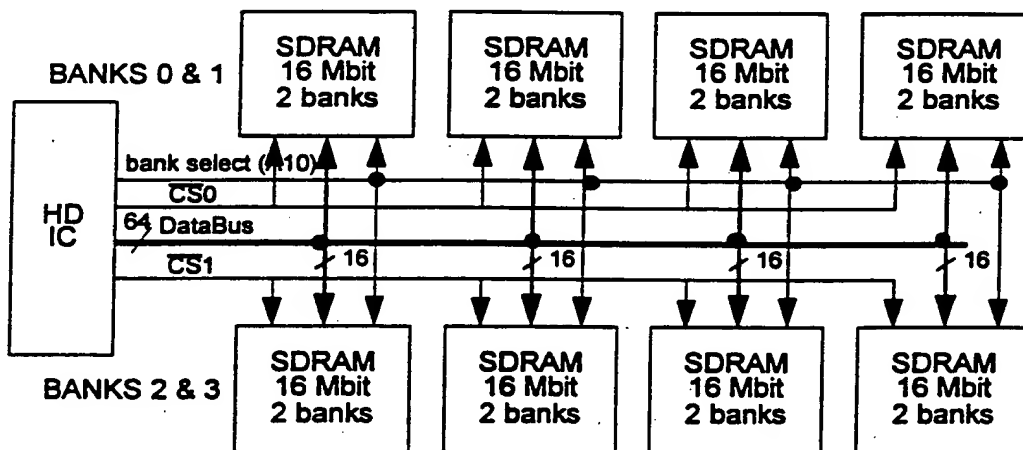 SDRAM
16 Mbit
2 banks
SDRAM
16 Mbit
2 banks
SDRAM
16 Mbit
2 banks
SDRAM
16 Mbit
2 banks
BANKS 0 & 1
bank select (A10)
CS0
HD
IC
64 DataBus
16
16
16
16
CS1
BANKS 2 & 3
SDRAM
16 Mbit
2 banks
SDRAM
16 Mbit
2 banks
SDRAM
16 Mbit
2 banks
SDRAM
16 Mbit
2 banks